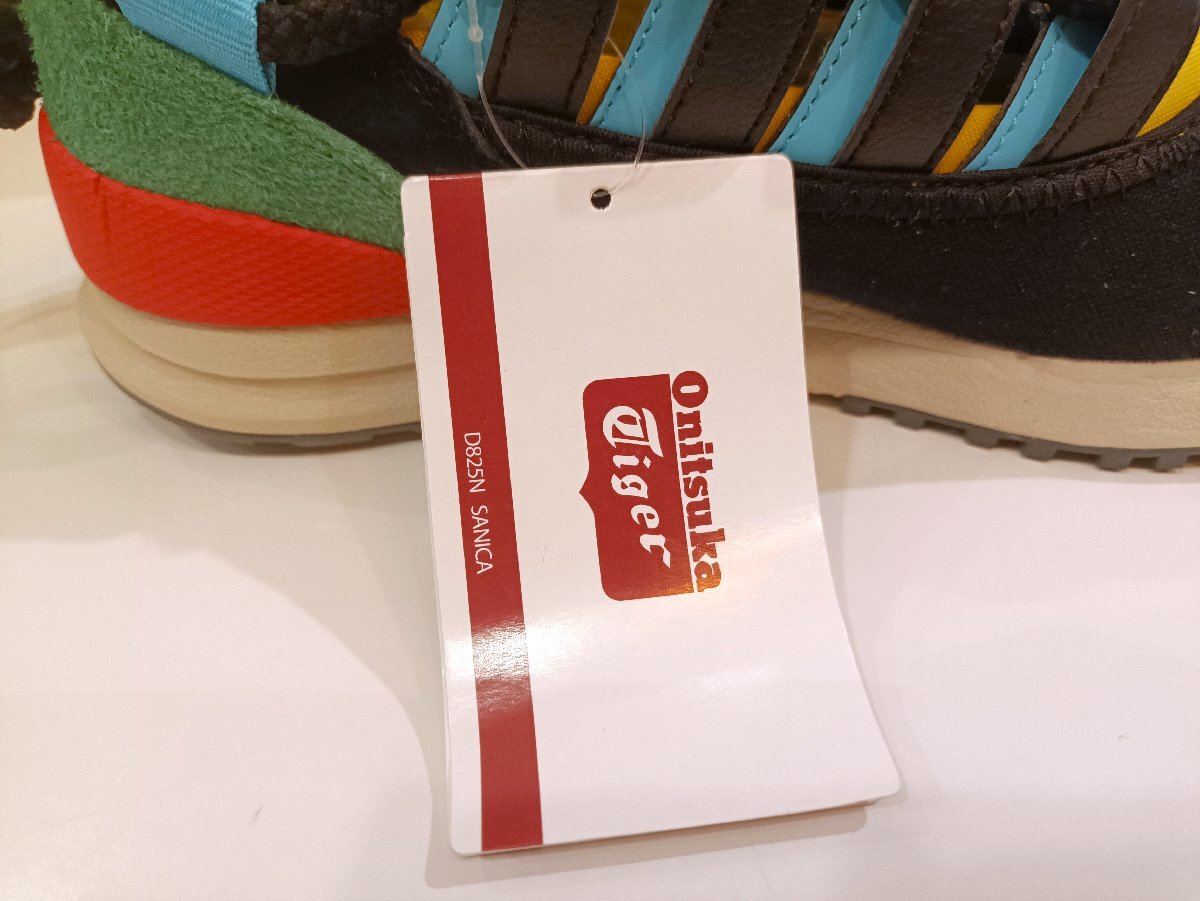 Onitsuka
Tiger
D825N SANICA